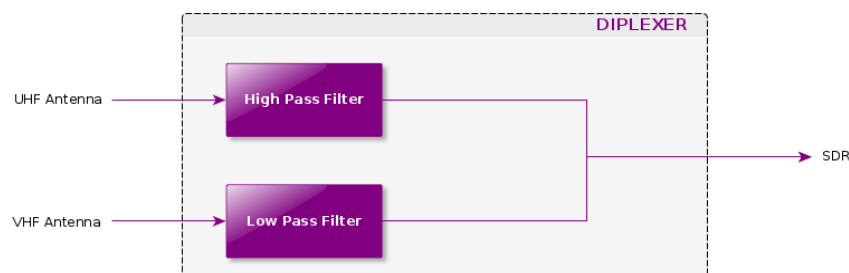 DIPLEXER
UHF Antenna
High Pass Filter
SDR
VHF Antenna
Low Pass Filter